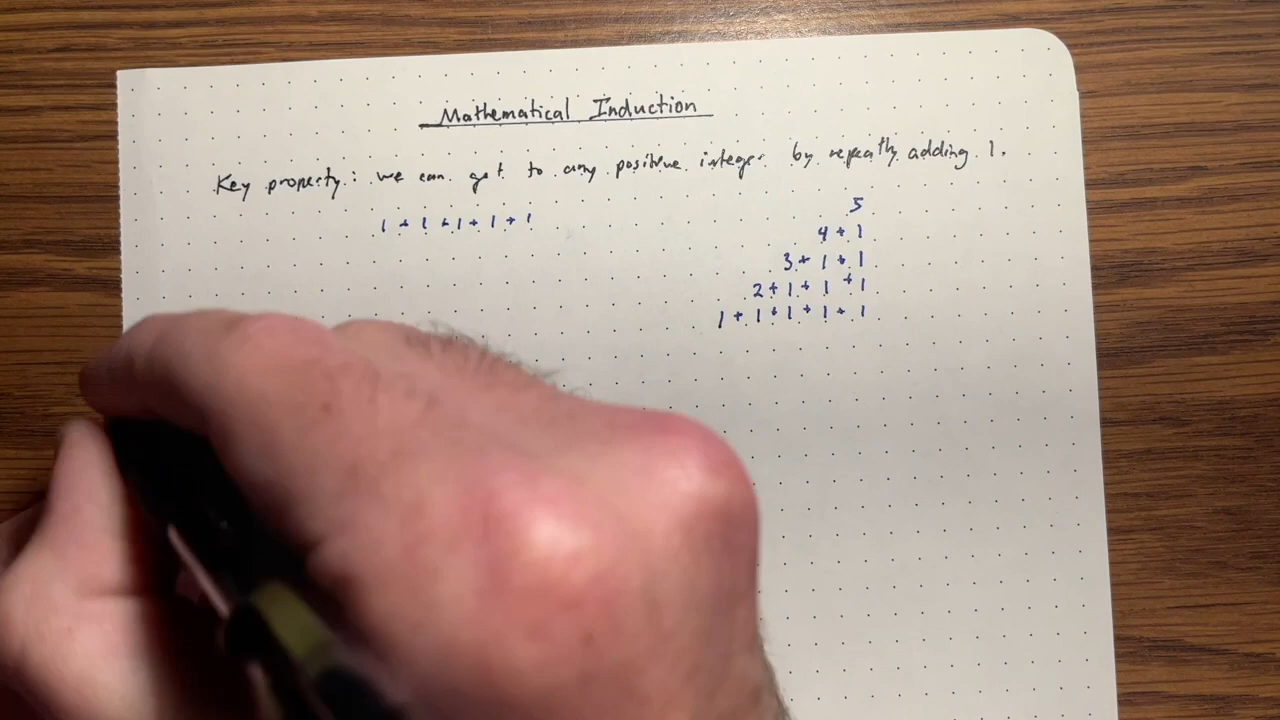 Mathematical Induction
Key property: we can get to any positive integer by repeatly adding 1.
1 + 1 + 1 + 1 + 1
5
4 + 1
3 + 1 + 1
2 + 1 + 1 + 1
1 + 1 + 1 + 1 + 1